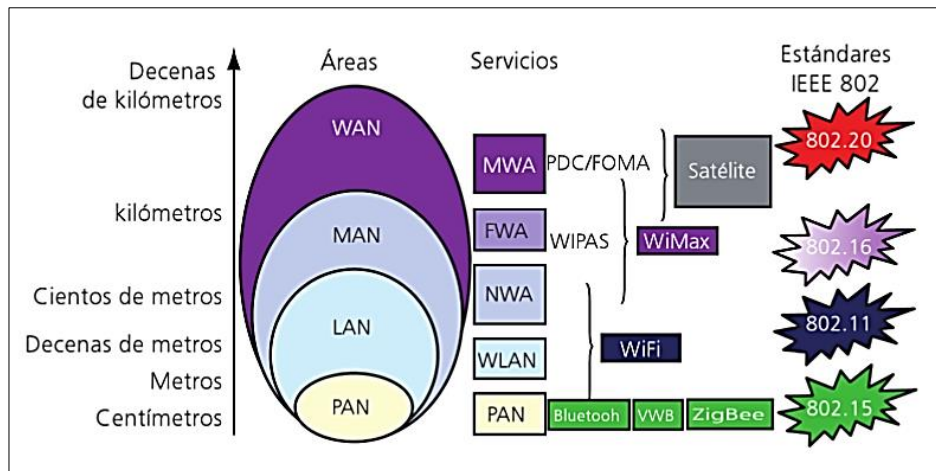 Decenas
de kilómetros
kilómetros
Cientos de metros
Decenas de metros
Metros
Centímetros
Áreas
WAN
MAN
LAN
PAN
Servicios
MWA
PDC/FOMA
Satélite
FWA
WIPAS
WiMax
NWA
WiFi
WLAN
PAN
Bluetooh
VWB
ZigBee
Estándares
IEEE 802
802.20
802.16
802.11
802.15